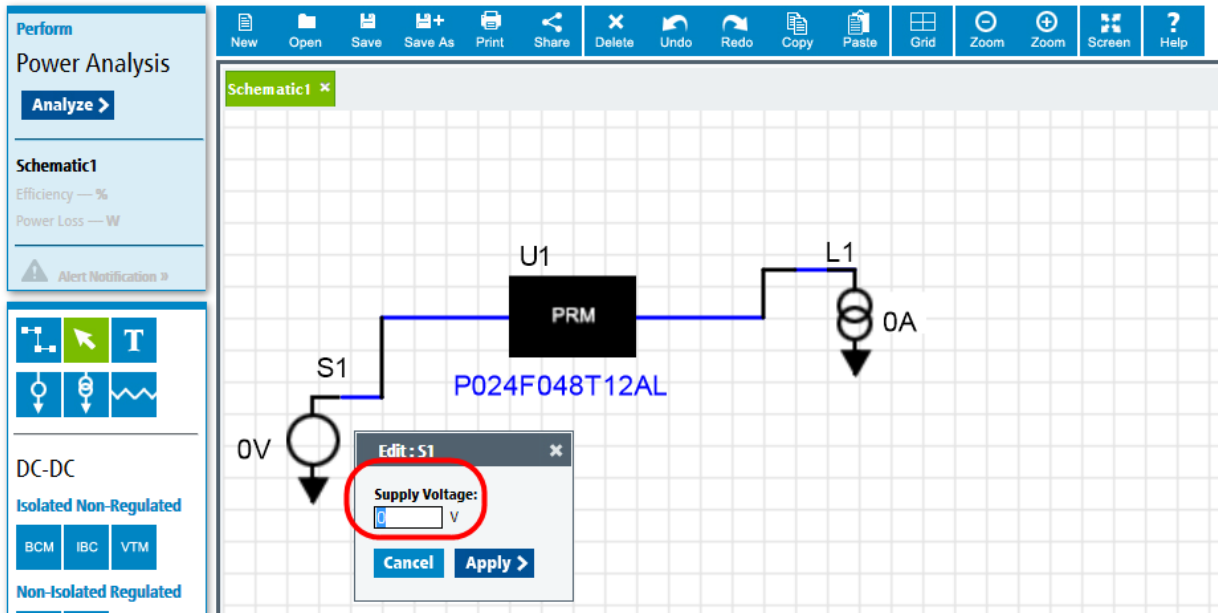 Perform
Power Analysis
Analyze
Schematic1
Efficiency — %
Power Loss — W
Alert Notification »
T
DC-DC
Isolated Non-Regulated
BCM IBC VTM
Non-Isolated Regulated
New Open Save Save As Print Share Delete Undo Redo Copy Paste Grid Zoom Zoom Screen Help
Schematic1 ×
U1
PRM
P024F048T12AL
L1
0A
S1
0V
Edit : S1
Supply Voltage:
0 V
Cancel Apply